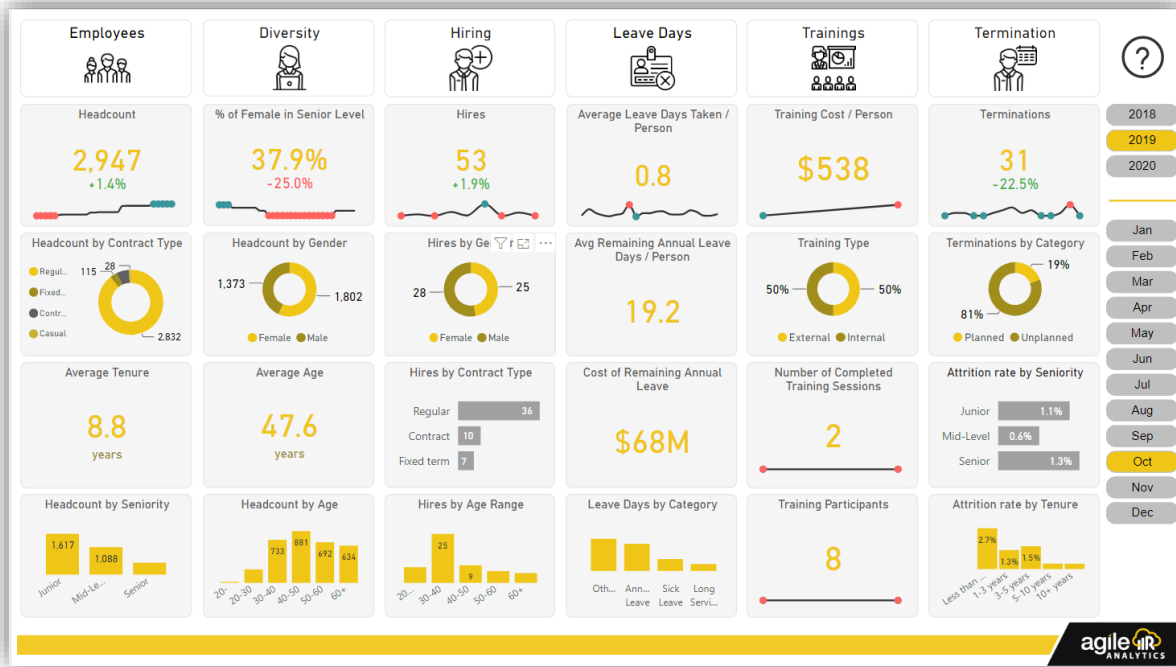 Employees
Diversity
Hiring
Leave Days
Trainings
Termination
?
Headcount
2,947
+1.4%
% of Female in Senior Level
37.9%
-25.0%
Hires
53
+1.9%
Average Leave Days Taken /
Person
0.8
Training Cost / Person
$538
Terminations
31
-22.5%
2018
2019
2020
Headcount by Contract Type
Regul...
Fixed...
Contr...
Casual
115
28
2,832
Headcount by Gender
1,373
1,802
Female Male
Hires by Ge
28
25
Female Male
Avg Remaining Annual Leave
Days / Person
19.2
Training Type
50%
50%
External Internal
Terminations by Category
19%
81%
Planned Unplanned
Average Tenure
8.8
years
Average Age
47.6
years
Hires by Contract Type
Regular 36
Contract 10
Fixed term 7
Cost of Remaining Annual
Leave
$68M
Number of Completed
Training Sessions
2
Attrition rate by Seniority
Junior 1.1%
Mid-Level 0.6%
Senior 1.3%
Headcount by Seniority
1,617
1,088
Junior
Mid-Le...
Senior
Headcount by Age
733
881
692
634
20-
20-30
30-40
40-50
50-60
60+
Hires by Age Range
25
9
20...
30-40
40-50
50-60
60+
Leave Days by Category
Oth...
Ann...
Leave
Sick
Leave
Long
Servi...
Training Participants
8
Attrition rate by Tenure
2.7%
1.3%
1.5%
Less than ...
1-3 years
3-5 years
5-10 years
10+ years
Jan
Feb
Mar
Apr
May
Jun
Jul
Aug
Sep
Oct
Nov
Dec
agile HR
ANALYTICS